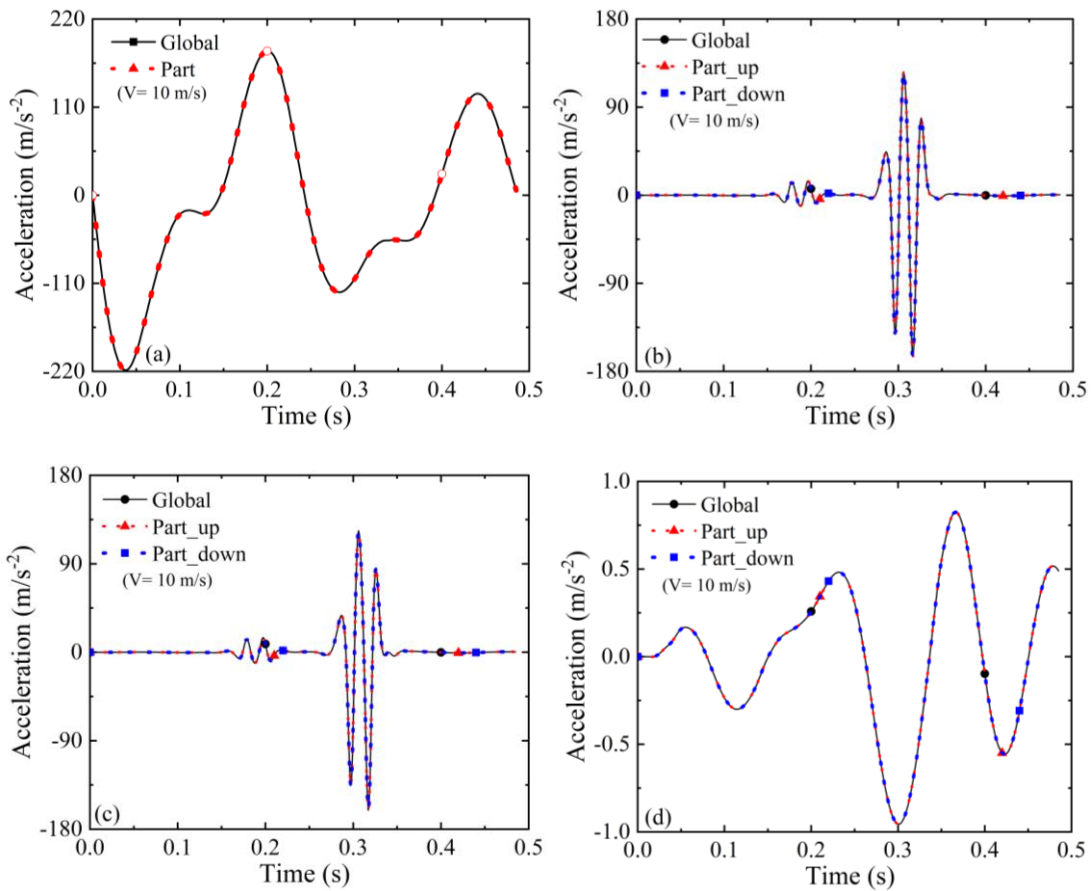 220
110
0
-110
-220
Acceleration (m/s-2)
Global
Part
(V= 10 m/s)
(a)
0.0 0.1 0.2 0.3 0.4 0.5
Time (s)
180
90
0
-90
-180
Acceleration (m/s-2)
Global
Part_up
Part_down
(V= 10 m/s)
(b)
0.0 0.1 0.2 0.3 0.4 0.5
Time (s)
180
90
0
-90
-180
Acceleration (m/s-2)
Global
Part_up
Part_down
(V= 10 m/s)
(c)
0.0 0.1 0.2 0.3 0.4 0.5
Time (s)
1.0
0.5
0.0
-0.5
-1.0
Acceleration (m/s-2)
Global
Part_up
Part_down
(V= 10 m/s)
(d)
0.0 0.1 0.2 0.3 0.4 0.5
Time (s)